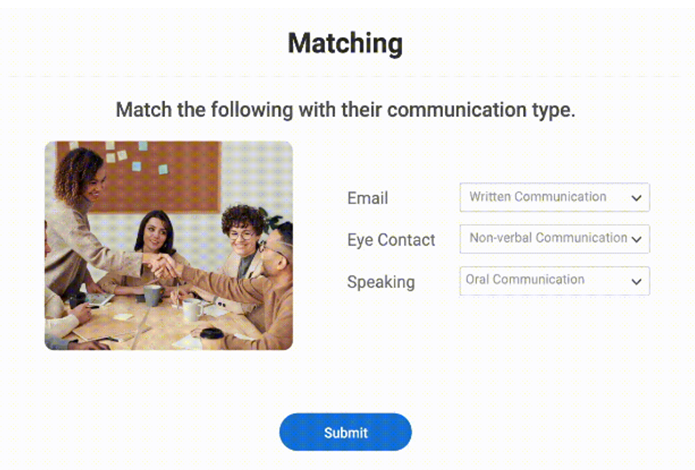 Matching
Match the following with their communication type.
Email Written Communication
Eye Contact Non-verbal Communication
Speaking Oral Communication
Submit